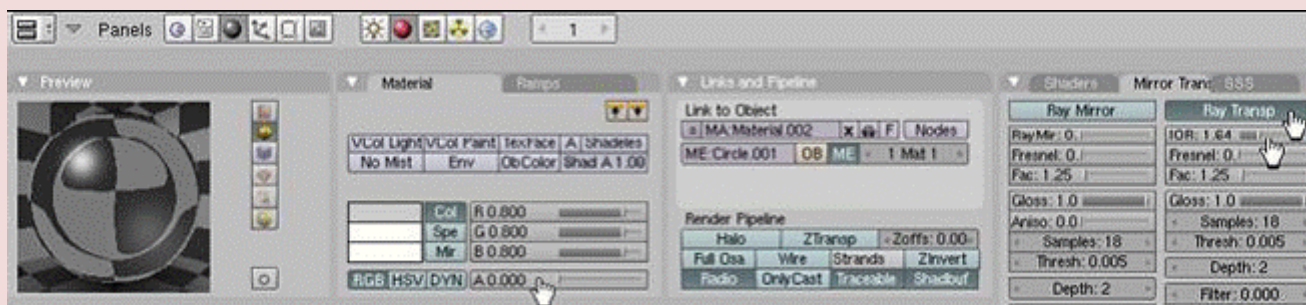 Panels 1
Preview
Material Ramps
VCol Light VCol Paint TexFace A Shadeless
No Mist Env ObColor Shad A 1.00
Col R 0.800
Spe G 0.800
Mir B 0.800
RGB HSV DYN A 0.000
Links and Pipeline
Link to Object
MA:Material.002 X F Nodes
ME:Circle.001 OB ME 1 Mat 1
Render Pipeline
Halo ZTransp Zoffs: 0.00
Full Osa Wire Strands ZInvert
Radio OnlyCast Traceable Shadbuf
Shaders Mirror Trans SSS
Ray Mirror Ray Transp
RayMir: 0. IOR: 1.64
Fresnel: 0. Fresnel: 0.
Fac: 1.25 Fac: 1.25
Gloss: 1.0 Gloss: 1.0
Aniso: 0.0 Samples: 18
Samples: 18 Thresh: 0.005
Thresh: 0.005 Depth: 2
Depth: 2 Filter: 0.000